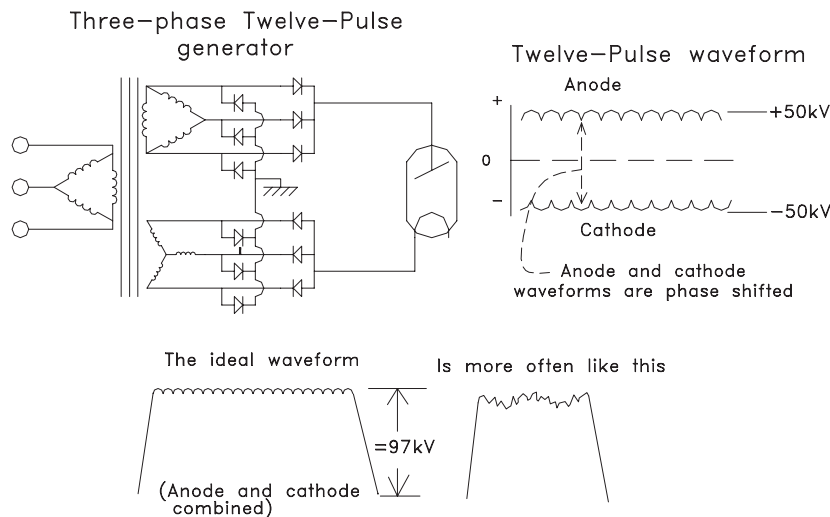 Three-phase Twelve-Pulse
generator
Twelve-Pulse waveform
Anode
+
+50kV
0
-
-50kV
Cathode
Anode and cathode
waveforms are phase shifted
The ideal waveform
Is more often like this
=97kV
(Anode and cathode
combined)